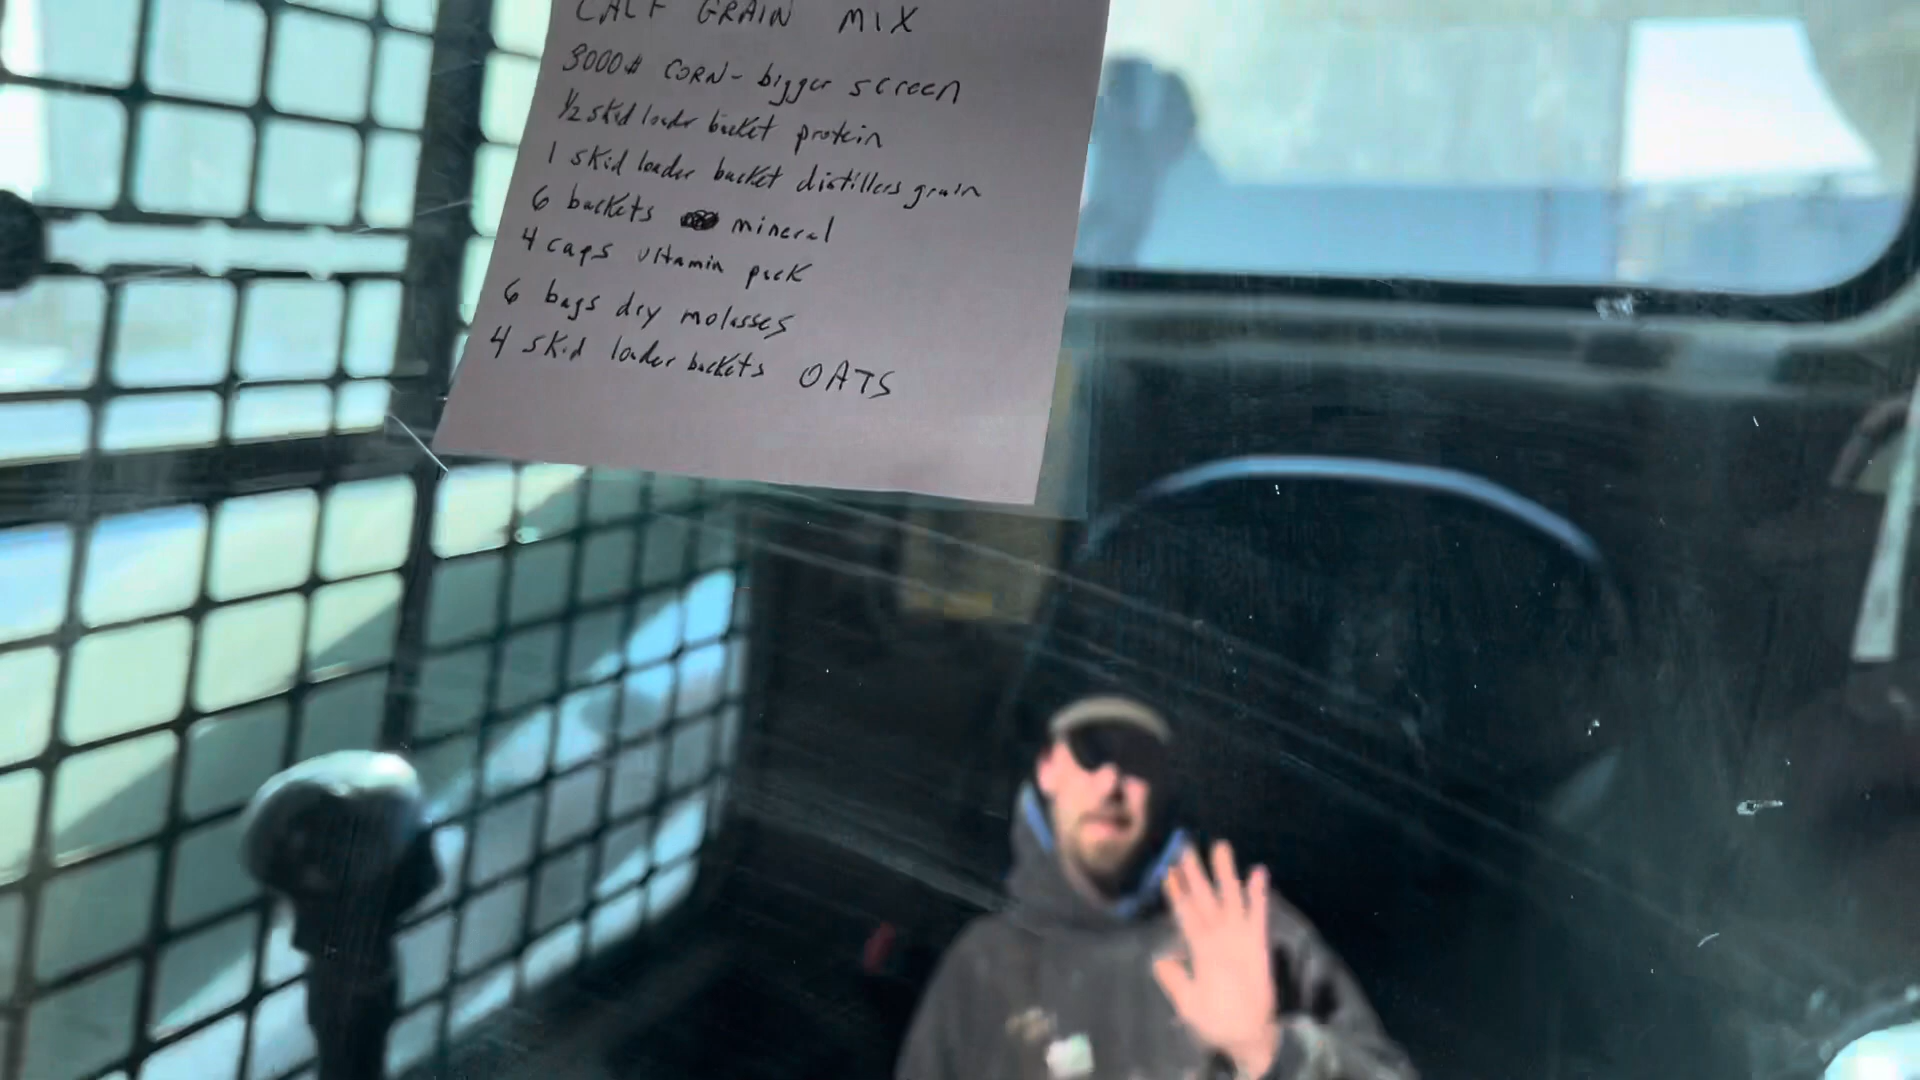 CALF GRAIN MIX
3000# CORN - bigger screen
1/2 skid loader bucket protein
1 skid loader bucket distillers grain
6 buckets mineral
4 caps vitamin pack
6 bags dry molasses
4 skid loader buckets OATS